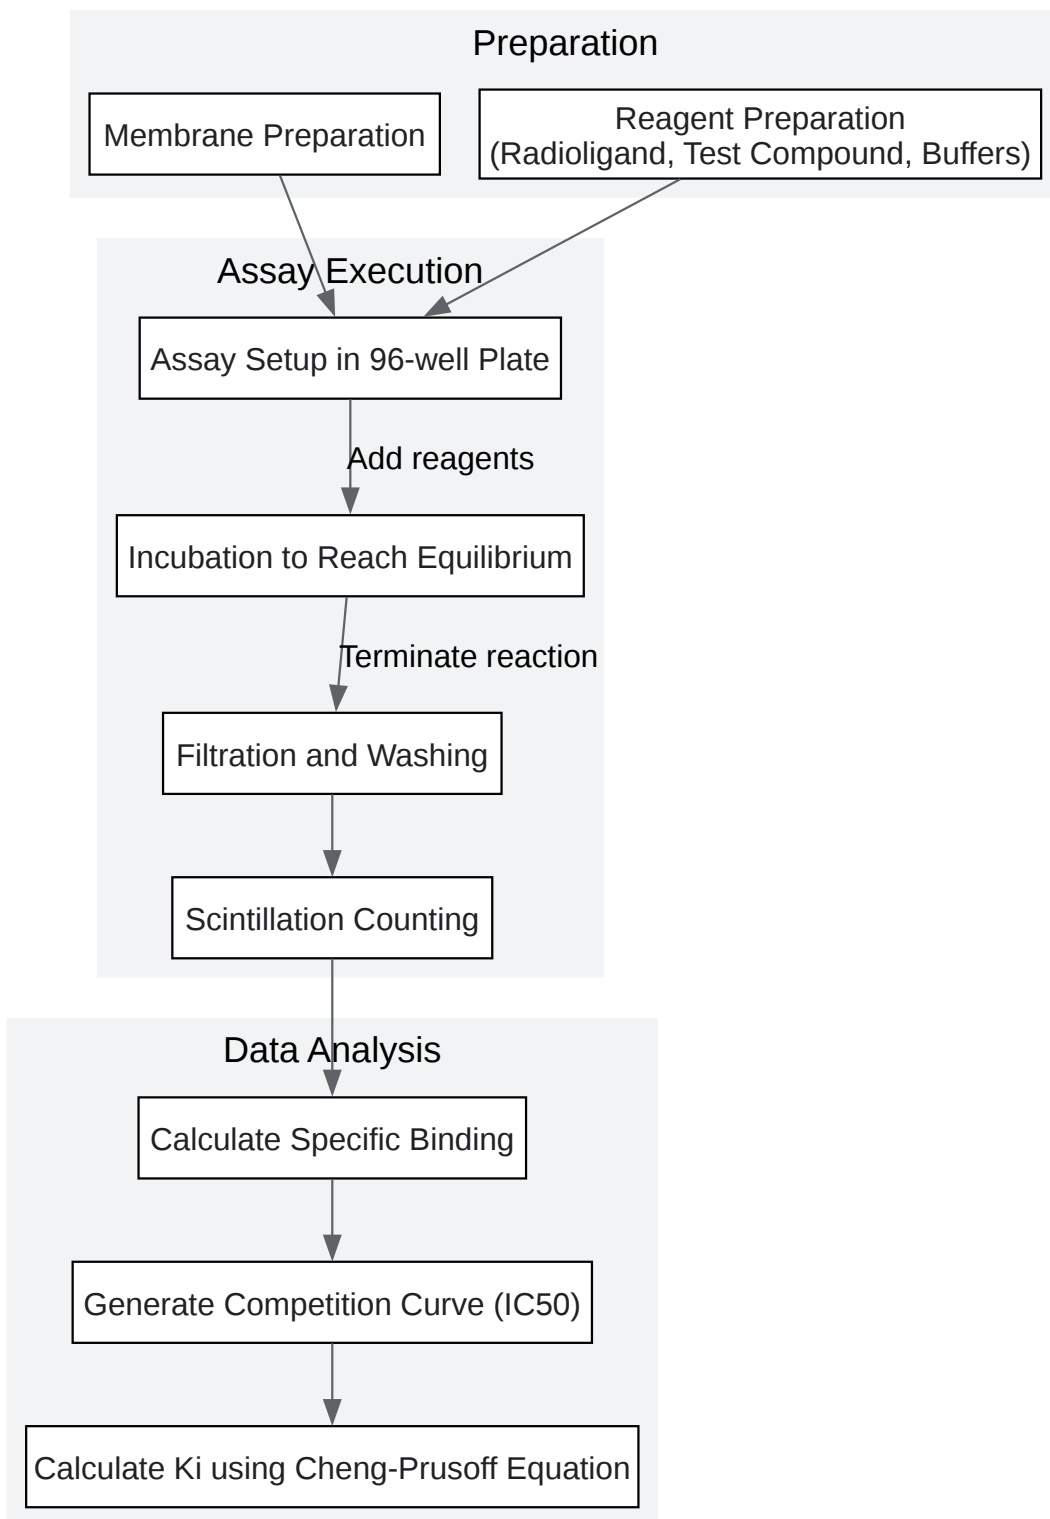 Preparation
Membrane Preparation
Reagent Preparation
(Radioligand, Test Compound, Buffers)
Assay Execution
Assay Setup in 96-well Plate
Add reagents
Incubation to Reach Equilibrium
Terminate reaction
Filtration and Washing
Scintillation Counting
Data Analysis
Calculate Specific Binding
Generate Competition Curve (IC50)
Calculate Ki using Cheng-Prusoff Equation